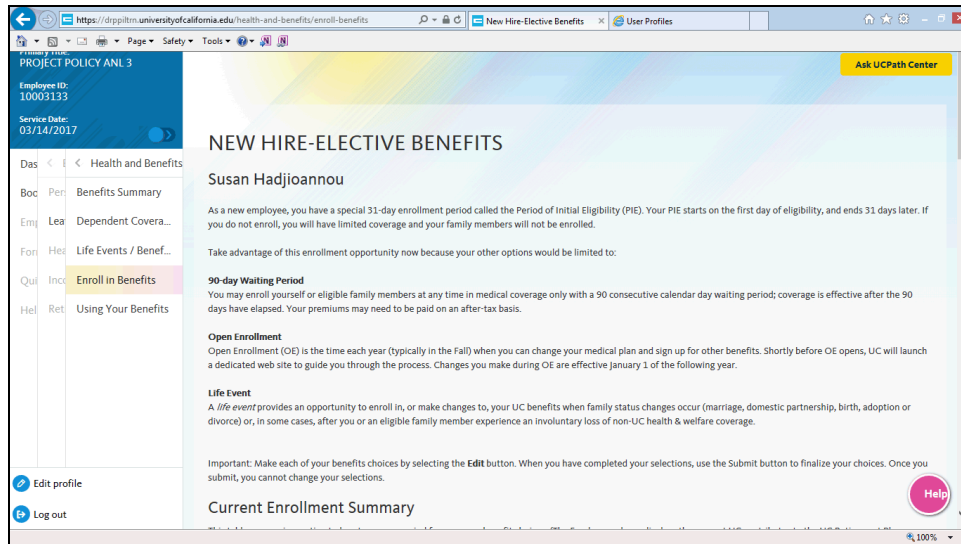 https://drppitrn.universityofcalifornia.edu/health-and-benefits/enroll-benefits
New Hire-Elective Benefits
User Profiles
Page Safety Tools
Primary Title:
PROJECT POLICY ANL 3
Employee ID:
10003133
Service Date:
03/14/2017
Ask UCPath Center
Das
Boo
Emp
For
Qui
Hel
Per
Leav
Hea
Inco
Ret
Health and Benefits
Benefits Summary
Dependent Covera...
Life Events / Benef...
Enroll in Benefits
Using Your Benefits
Edit profile
Log out
NEW HIRE-ELECTIVE BENEFITS
Susan Hadjioannou
As a new employee, you have a special 31-day enrollment period called the Period of Initial Eligibility (PIE). Your PIE starts on the first day of eligibility, and ends 31 days later. If
you do not enroll, you will have limited coverage and your family members will not be enrolled.
Take advantage of this enrollment opportunity now because your other options would be limited to:
90-day Waiting Period
You may enroll yourself or eligible family members at any time in medical coverage only with a 90 consecutive calendar day waiting period; coverage is effective after the 90
days have elapsed. Your premiums may need to be paid on an after-tax basis.
Open Enrollment
Open Enrollment (OE) is the time each year (typically in the Fall) when you can change your medical plan and sign up for other benefits. Shortly before OE opens, UC will launch
a dedicated web site to guide you through the process. Changes you make during OE are effective January 1 of the following year.
Life Event
A life event provides an opportunity to enroll in, or make changes to, your UC benefits when family status changes occur (marriage, domestic partnership, birth, adoption or
divorce) or, in some cases, after you or an eligible family member experience an involuntary loss of non-UC health & welfare coverage.
Important: Make each of your benefits choices by selecting the Edit button. When you have completed your selections, use the Submit button to finalize your choices. Once you
submit, you cannot change your selections.
Help
Current Enrollment Summary
100%